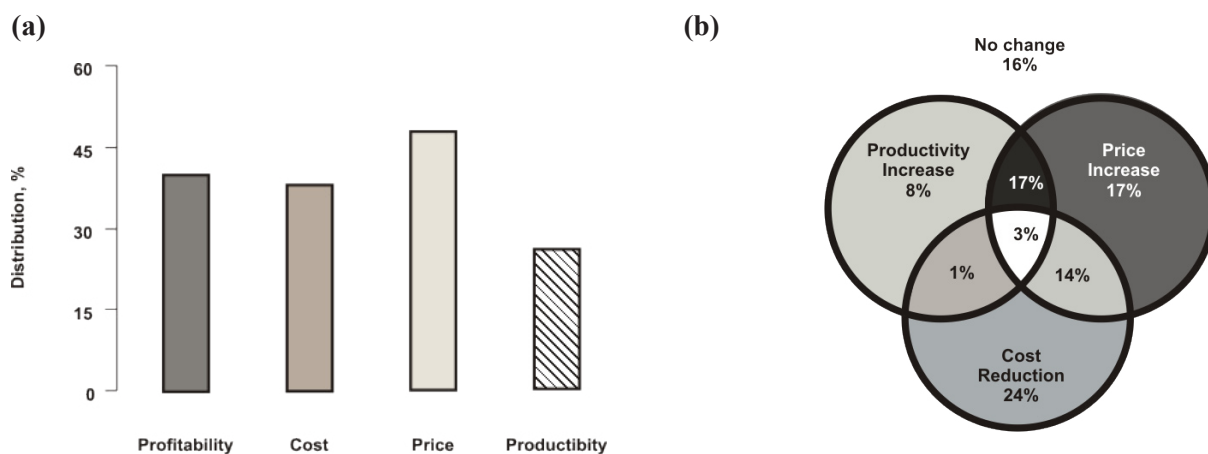 (a)
60
45
30
15
0
Distribution, %
Profitability
Cost
Price
Productibity
(b)
No change
16%
Productivity
Increase
8%
17%
Price
Increase
17%
3%
1%
14%
Cost
Reduction
24%